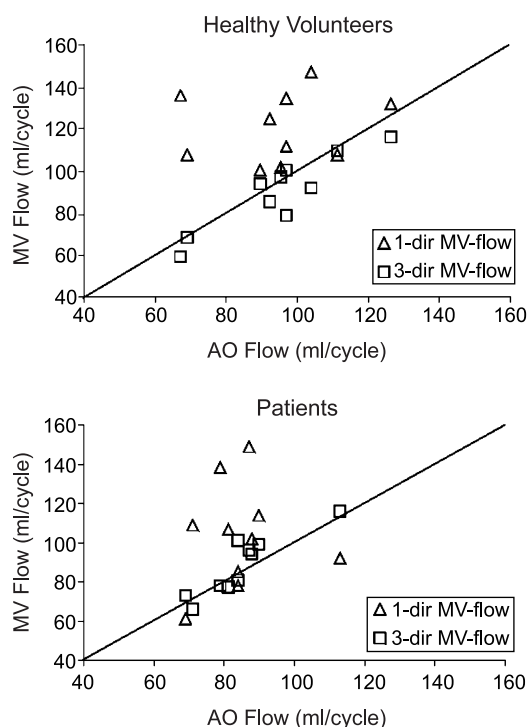 Healthy Volunteers
160
140
120
100
80
60
40
MV Flow (ml/cycle)
1-dir MV-flow
3-dir MV-flow
40 60 80 100 120 140 160
AO Flow (ml/cycle)
Patients
160
140
120
100
80
60
40
MV Flow (ml/cycle)
1-dir MV-flow
3-dir MV-flow
40 60 80 100 120 140 160
AO Flow (ml/cycle)